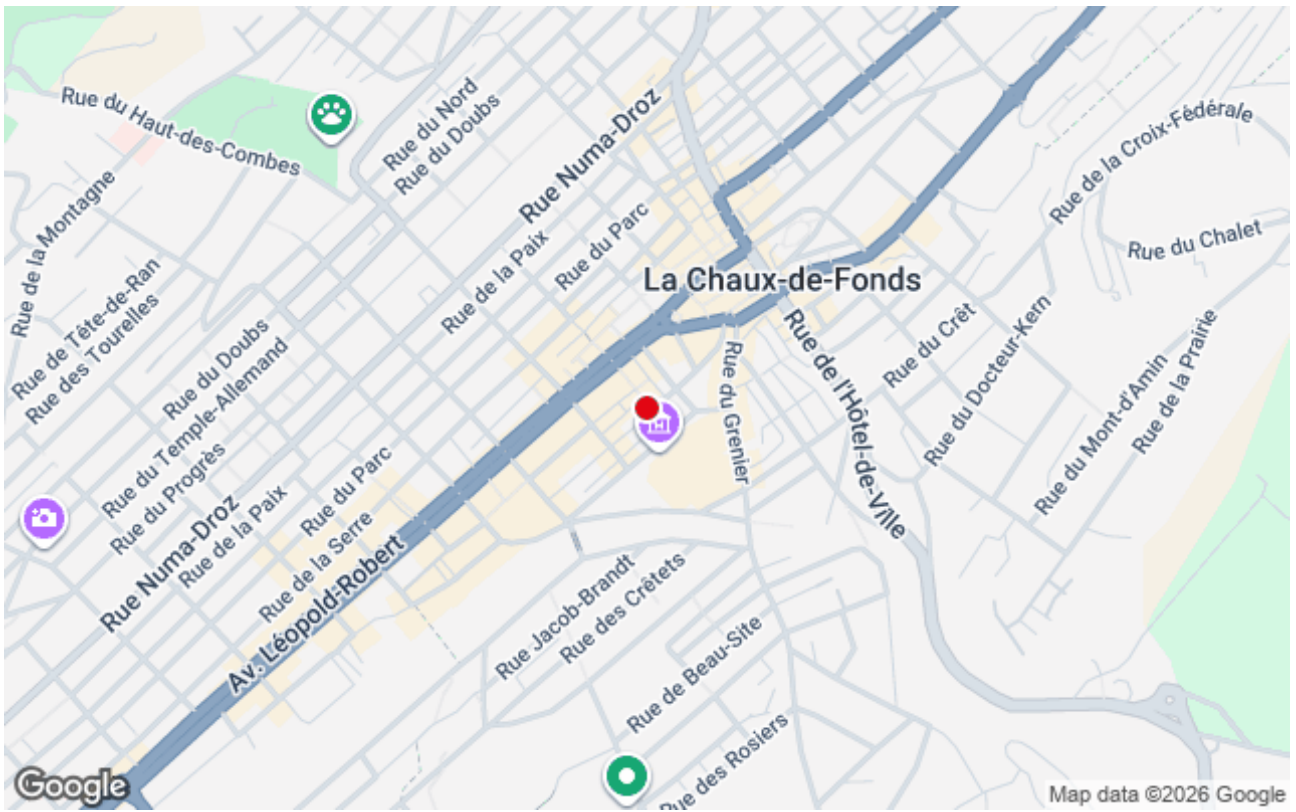 Rue du Haut-des-Combes
Rue du Nord
Rue du Doubs
Rue Numa-Droz
Rue de la Croix-Fédérale
Rue de la Montagne
Rue du Parc
Rue de la Paix
Rue du Chalet
La Chaux-de-Fonds
Rue de Tête-de-Ran
Rue des Tourelles
Rue du Doubs
Rue du Temple-Allemand
Rue du Progrès
Rue du Grenier
Rue de l'Hôtel-de-Ville
Rue du Crêt
Rue du Docteur-Kern
Rue du Mont-d'Amin
Rue de la Prairie
Rue Numa-Droz
Rue de la Paix
Rue du Parc
Rue de la Serre
Av. Léopold-Robert
Rue Jacob-Brandt
Rue des Crêtets
Rue de Beau-Site
Rue des Rosiers
Google
Map data ©2026 Google